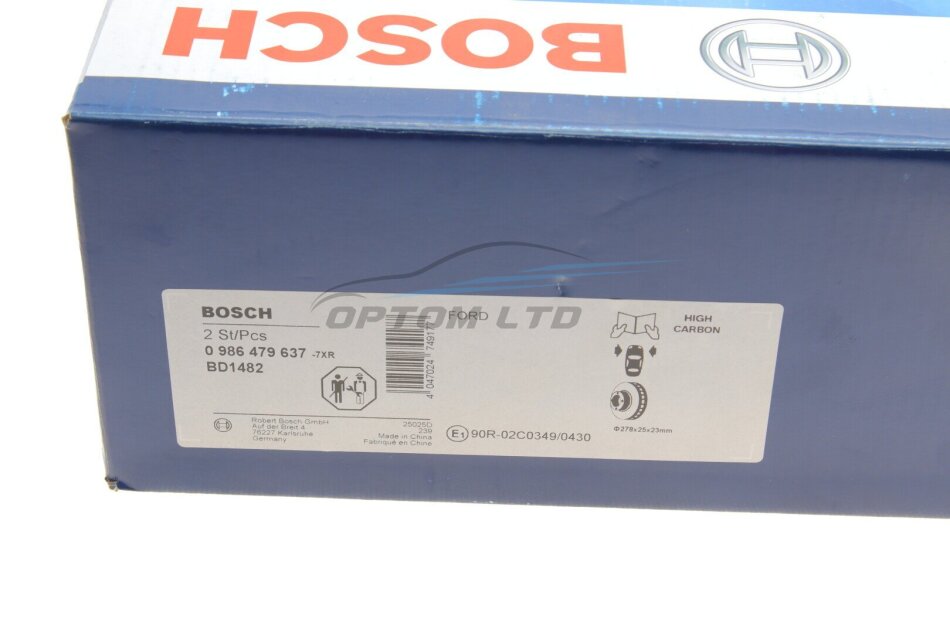 BOSCH
BOSCH
2 St/Pcs
0 986 479 637 -7XR
BD1482
4 047024 749177
FORD
OPTOM LTD
HIGH
CARBON
Φ278x25x23mm
Robert Bosch GmbH
Auf der Breit 4
76227 Karlsruhe
Germany
25025D
239
Made in China
Fabriqué en Chine
E1 90R-02C0349/0430